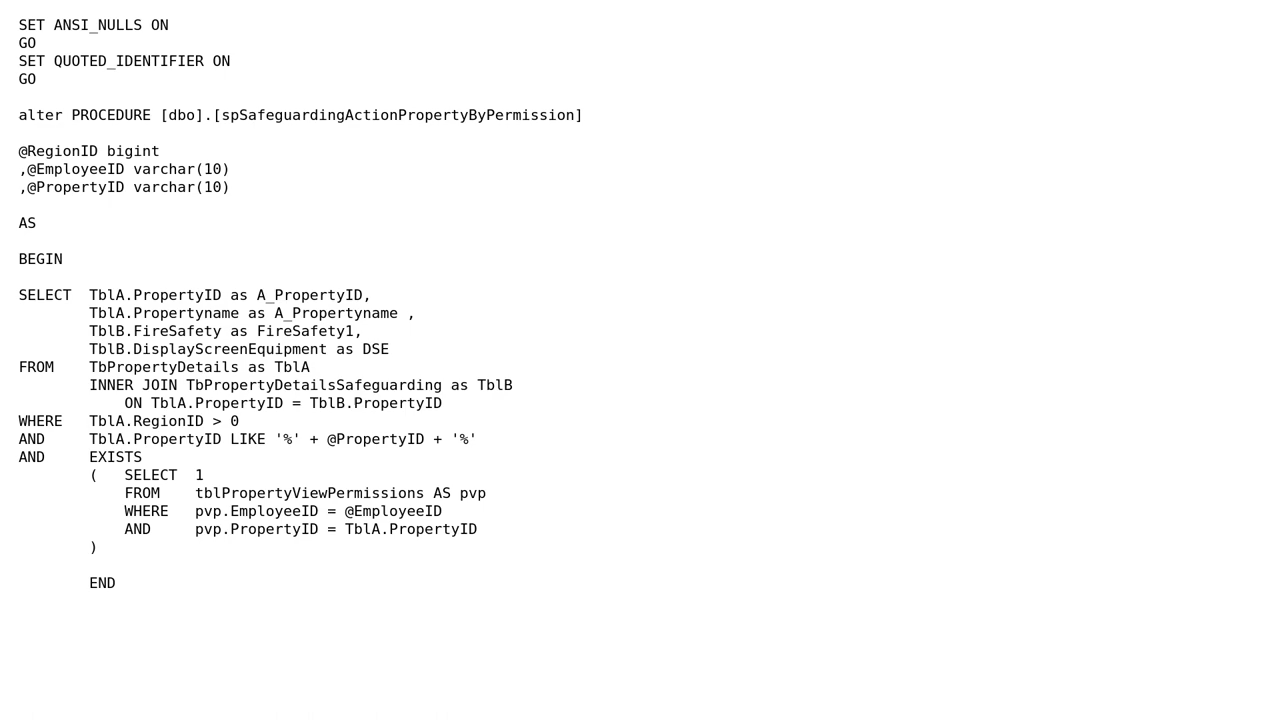 SET ANSI_NULLS ON
GO
SET QUOTED_IDENTIFIER ON
GO

alter PROCEDURE [dbo].[spSafeguardingActionPropertyByPermission]

@RegionID bigint
,@EmployeeID varchar(10)
,@PropertyID varchar(10)

AS

BEGIN

SELECT  TblA.PropertyID as A_PropertyID,
        TblA.Propertyname as A_Propertyname ,
        TblB.FireSafety as FireSafety1,
        TblB.DisplayScreenEquipment as DSE
FROM    TbPropertyDetails as TblA
        INNER JOIN TbPropertyDetailsSafeguarding as TblB
            ON TblA.PropertyID = TblB.PropertyID
WHERE   TblA.RegionID > 0
AND     TblA.PropertyID LIKE '%' + @PropertyID + '%'
AND     EXISTS
        (   SELECT  1
            FROM    tblPropertyViewPermissions AS pvp
            WHERE   pvp.EmployeeID = @EmployeeID
            AND     pvp.PropertyID = TblA.PropertyID
        )

        END